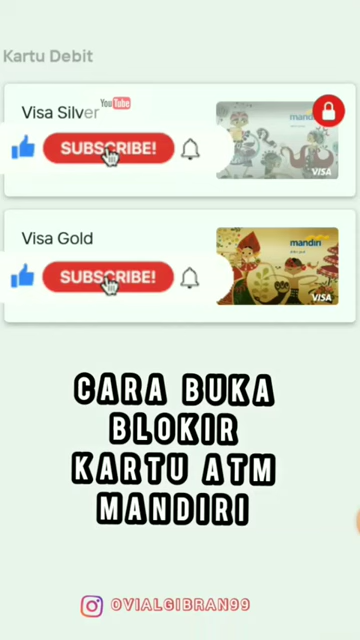 Kartu Debit
YouTube
Visa Silver
mandiri
SUBSCRIBE!
VISA
Visa Gold
mandiri
SUBSCRIBE!
VISA
CARA BUKA
BLOKIR
KARTU ATM
MANDIRI
OVIALGIBRAN99